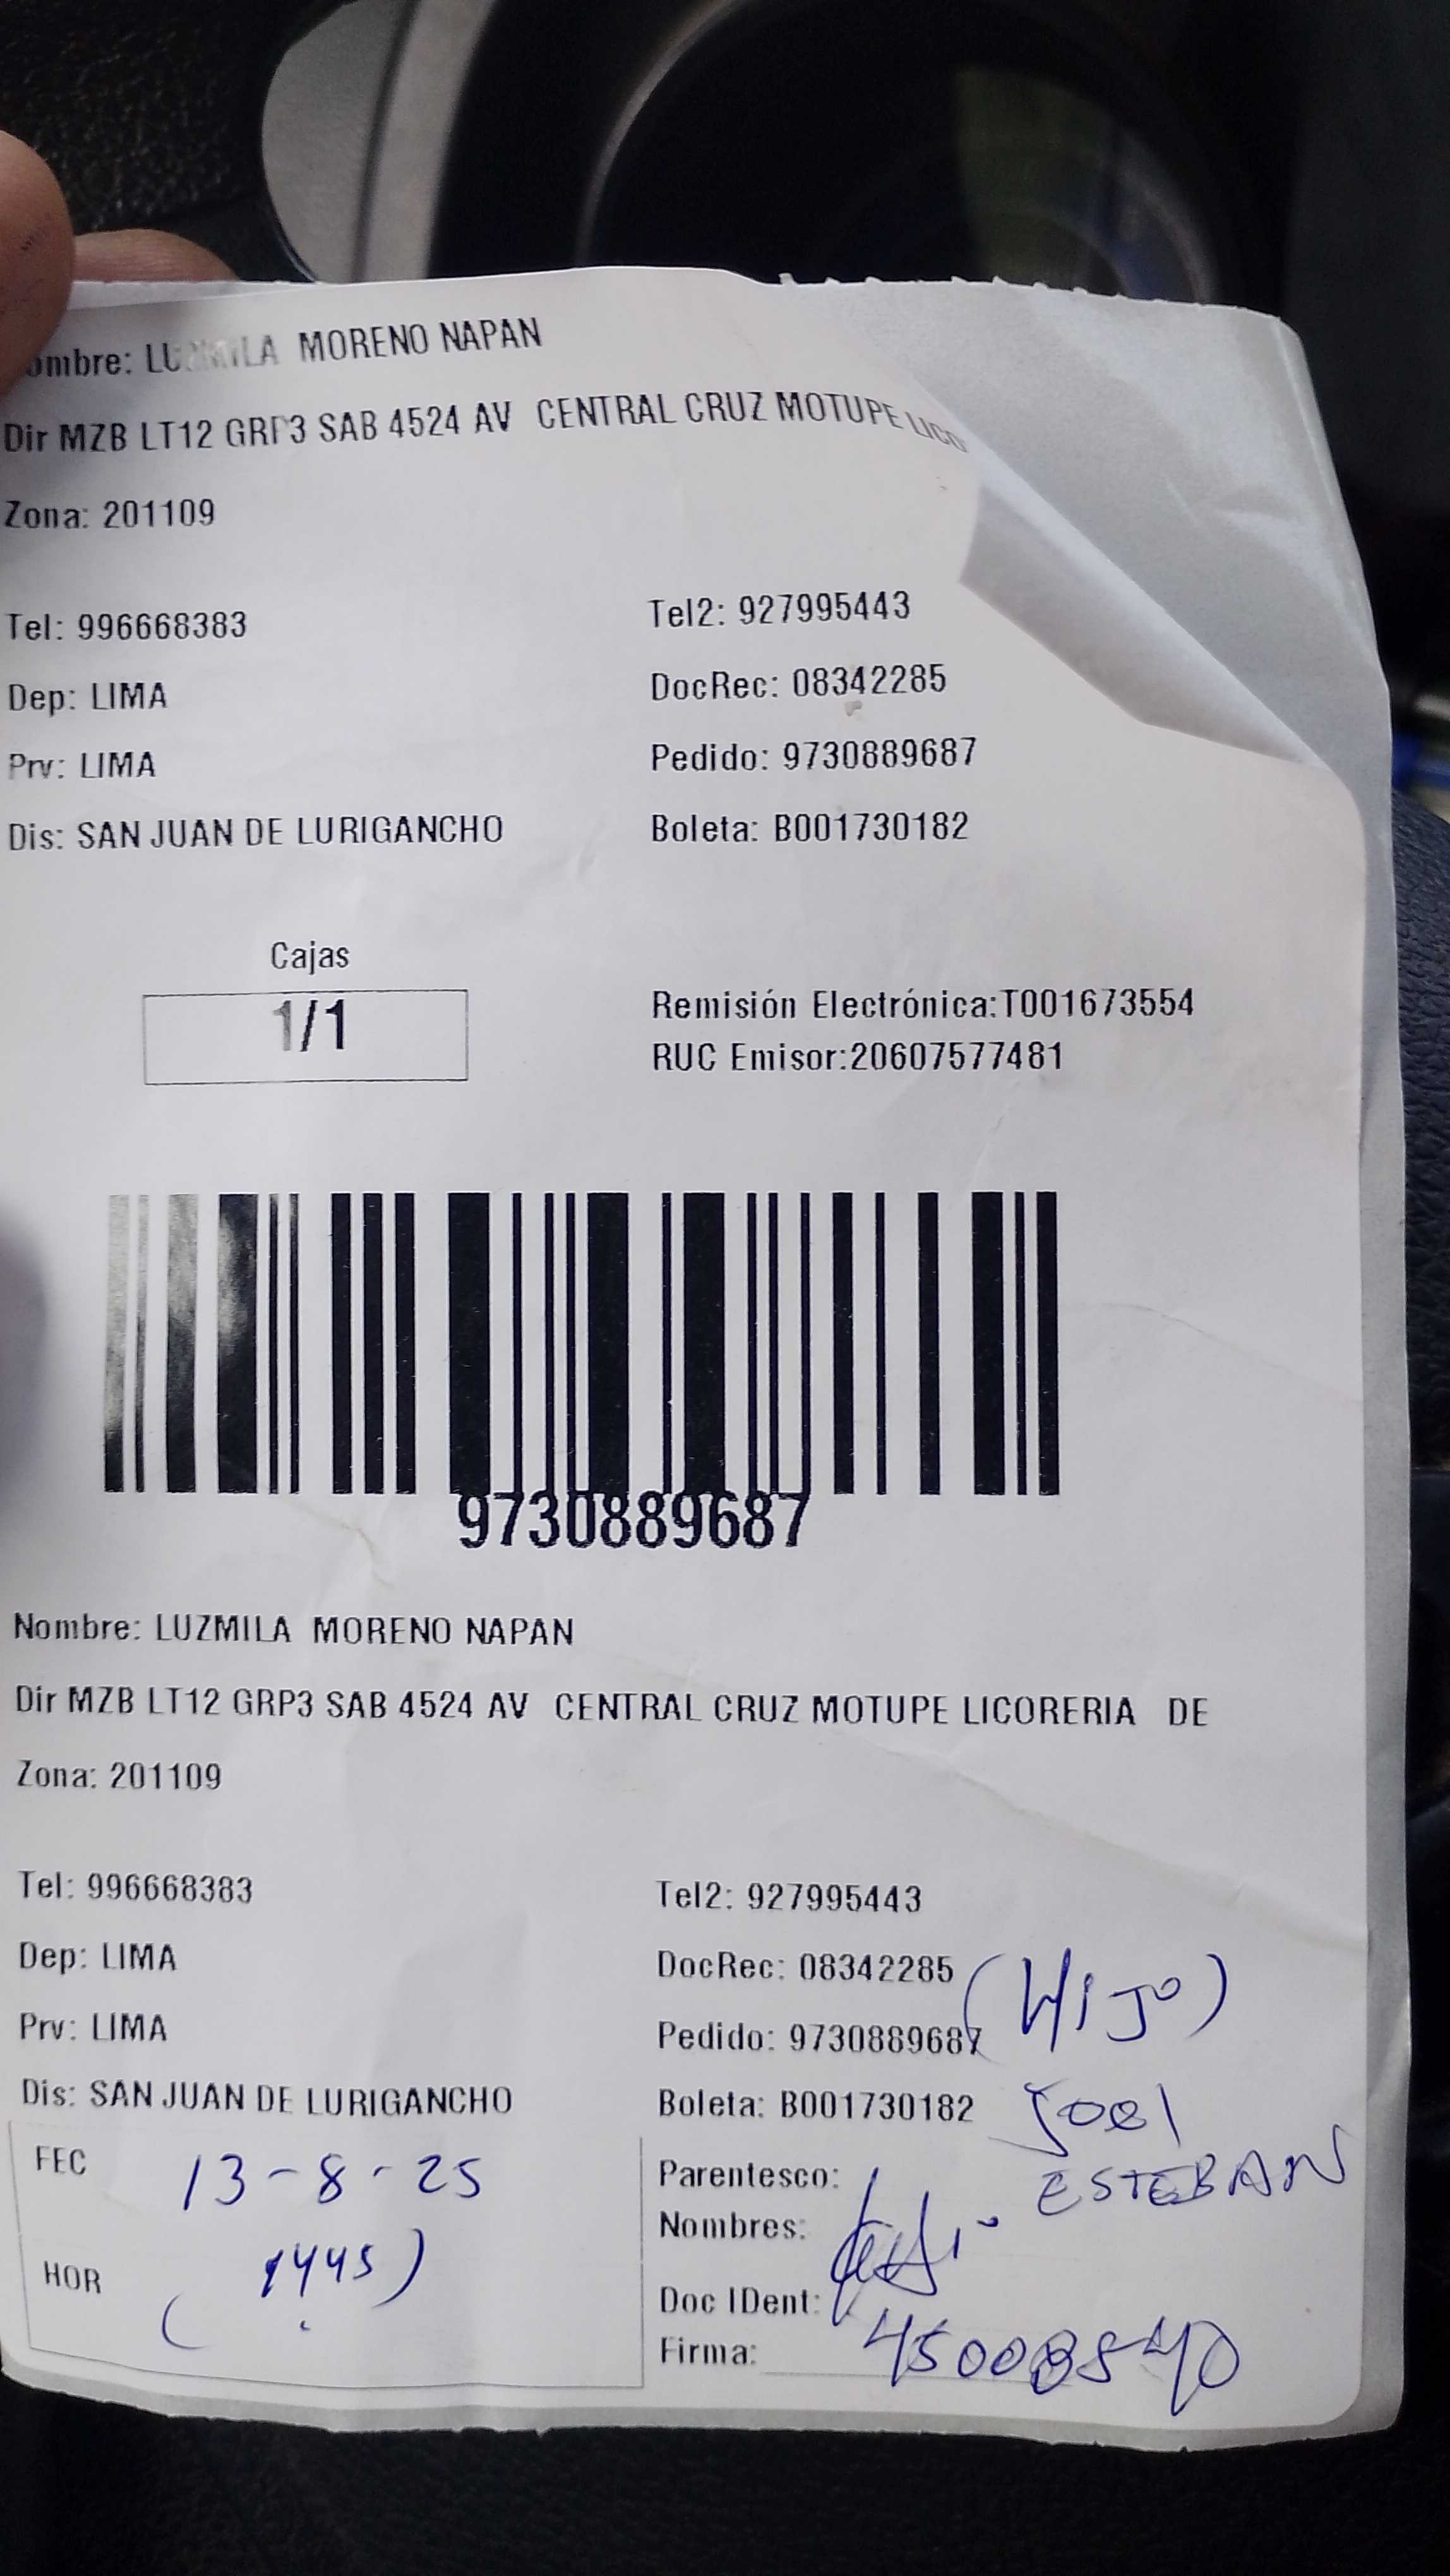 ombre: LUZMILA MORENO NAPAN
Dir MZB LT12 GRP3 SAB 4524 AV CENTRAL CRUZ MOTUPE LICO
Zona: 201109
Tel: 996668383 Tel2: 927995443
Dep: LIMA DocRec: 08342285
Prv: LIMA Pedido: 9730889687
Dis: SAN JUAN DE LURIGANCHO Boleta: B001730182
Cajas
1/1
Remisión Electrónica:T001673554
RUC Emisor:20607577481
9730889687
Nombre: LUZMILA MORENO NAPAN
Dir MZB LT12 GRP3 SAB 4524 AV CENTRAL CRUZ MOTUPE LICORERIA DE
Zona: 201109
Tel: 996668383 Tel2: 927995443
Dep: LIMA DocRec: 08342285 (HIJO)
Prv: LIMA Pedido: 9730889687
Dis: SAN JUAN DE LURIGANCHO Boleta: B001730182 Joel
FEC 13-8-25 Parentesco: ESTEBAN
Nombres:
HOR (1445) Doc IDent:
Firma: